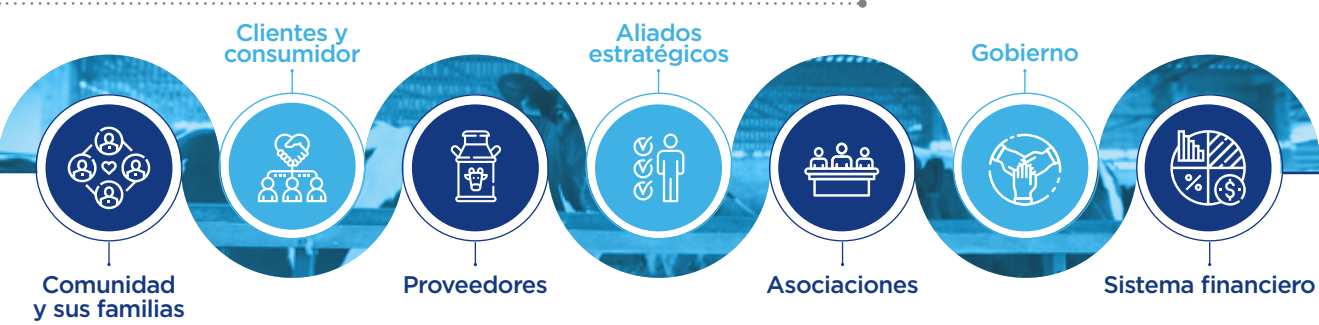 Clientes y
consumidor
Aliados
estratégicos
Gobierno
Comunidad
y sus familias
Proveedores
Asociaciones
Sistema financiero